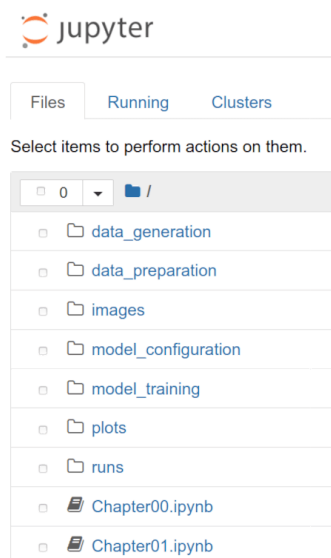 jupyter
Files Running Clusters
Select items to perform actions on them.
0 /
data_generation
data_preparation
images
model_configuration
model_training
plots
runs
Chapter00.ipynb
Chapter01.ipynb